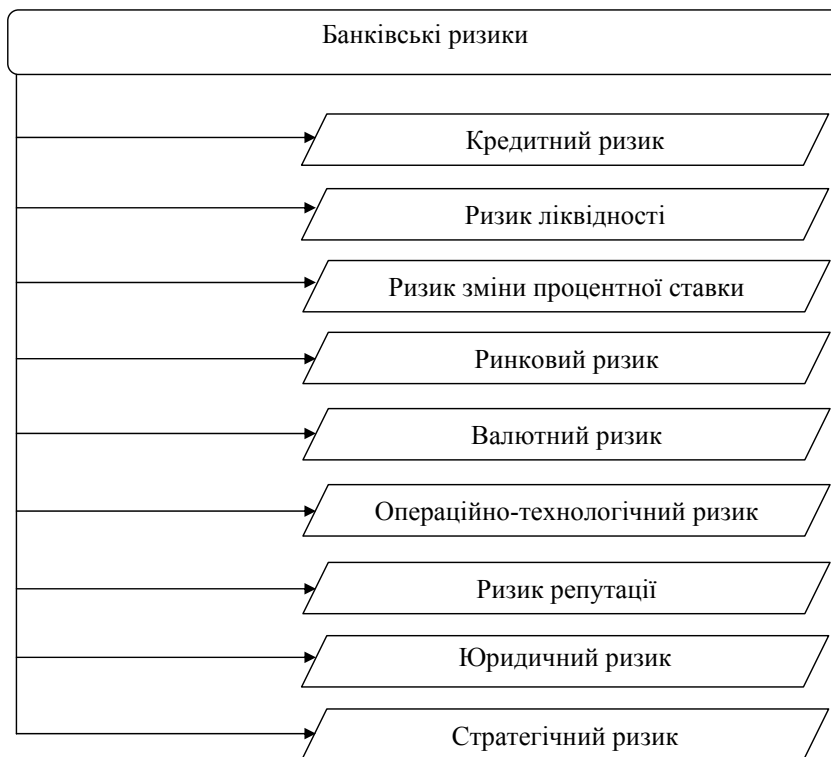 Банківські ризики
Кредитний ризик
Ризик ліквідності
Ризик зміни процентної ставки
Ринковий ризик
Валютний ризик
Операційно-технологічний ризик
Ризик репутації
Юридичний ризик
Стратегічний ризик